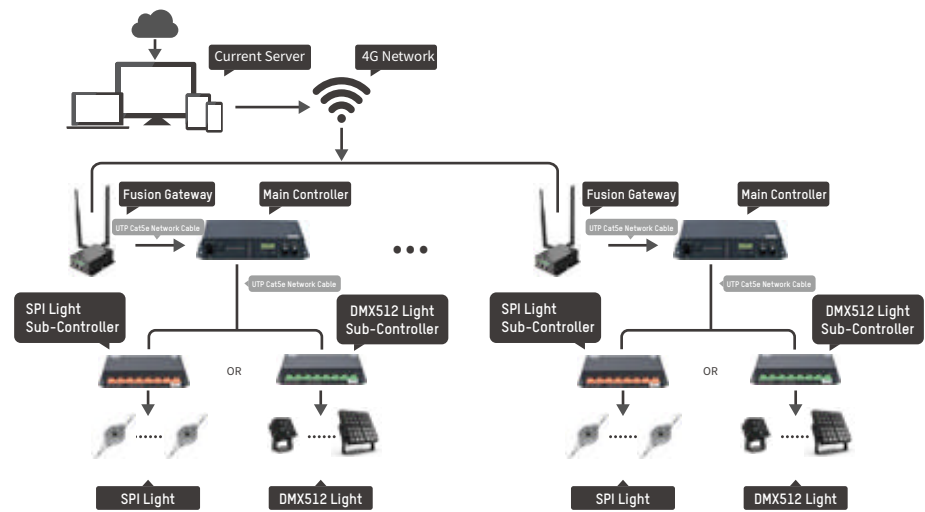 Current Server
4G Network
Fusion Gateway
Main Controller
UTP Cat5e Network Cable
UTP Cat5e Network Cable
SPI Light
Sub-Controller
DMX512 Light
Sub-Controller
OR
SPI Light
DMX512 Light
Fusion Gateway
Main Controller
UTP Cat5e Network Cable
UTP Cat5e Network Cable
SPI Light
Sub-Controller
DMX512 Light
Sub-Controller
OR
SPI Light
DMX512 Light